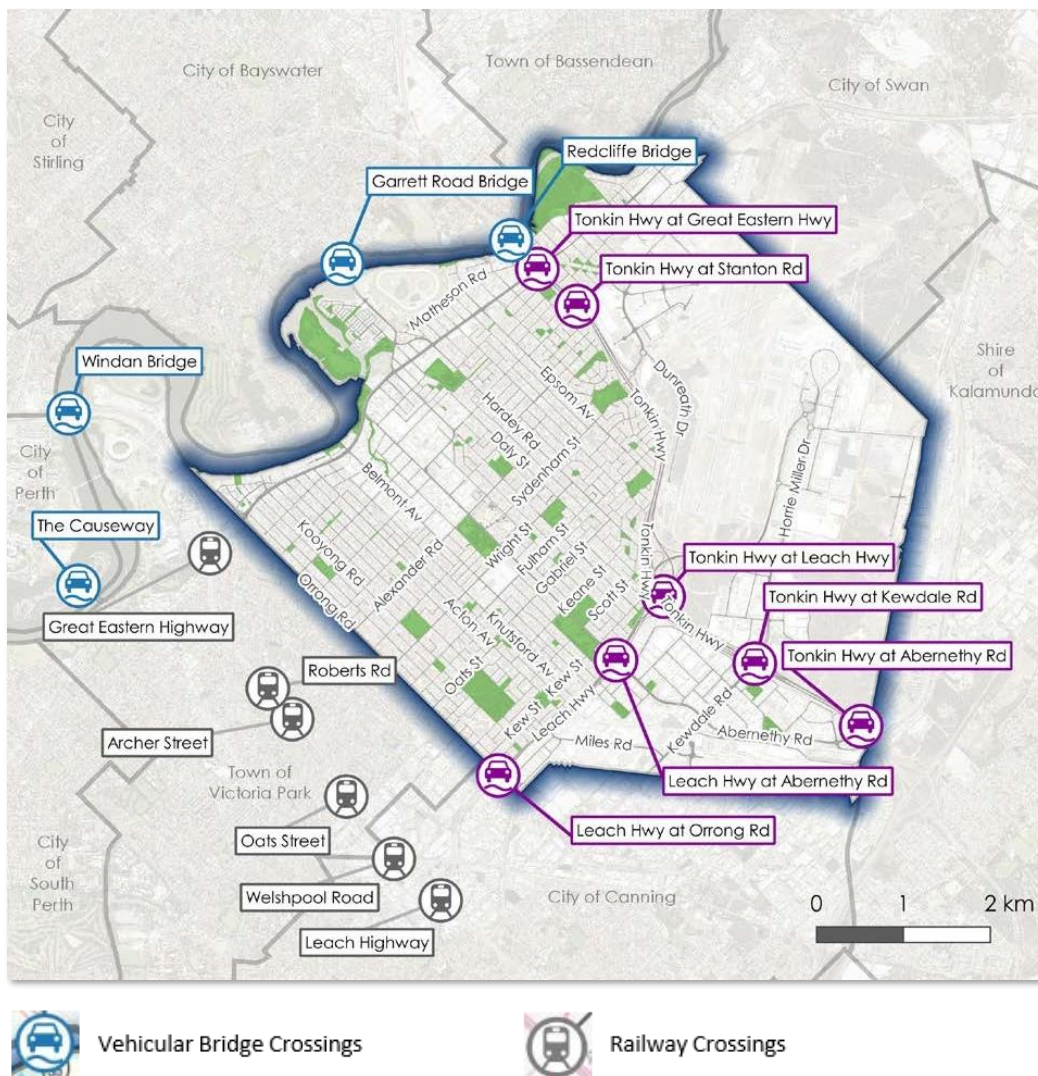 City of Bayswater
Town of Bassendean
City of Swan
City
of
Stirling
Redcliffe Bridge
Garrett Road Bridge
Tonkin Hwy at Great Eastern Hwy
Tonkin Hwy at Stanton Rd
Matheson Rd
Windan Bridge
Shire
of
Kalamunda
Epsom Av
Tonkin Hwy
Dunreath Dr
Hardey Rd
Daly St
Sydenham St
City
of
Perth
Belmont Av
Horrie Miller Dr
The Causeway
Kooyong Rd
Wright St
Fulham St
Gabriel St
Tonkin Hwy
Tonkin Hwy at Leach Hwy
Alexander Rd
Orrong Rd
Keane St
Scott St
Tonkin Hwy
Tonkin Hwy at Kewdale Rd
Great Eastern Highway
Acton Av
Knutsford Av
Tonkin Hwy at Abernethy Rd
Roberts Rd
Oats St
Kew St
Kew St
Leach Hwy
Kewdale Rd
Abernethy Rd
Miles Rd
Archer Street
Town of
Victoria Park
Leach Hwy at Abernethy Rd
Leach Hwy at Orrong Rd
Oats Street
City
of
South
Perth
Welshpool Road
City of Canning
Leach Highway
0 1 2 km
Vehicular Bridge Crossings
Railway Crossings